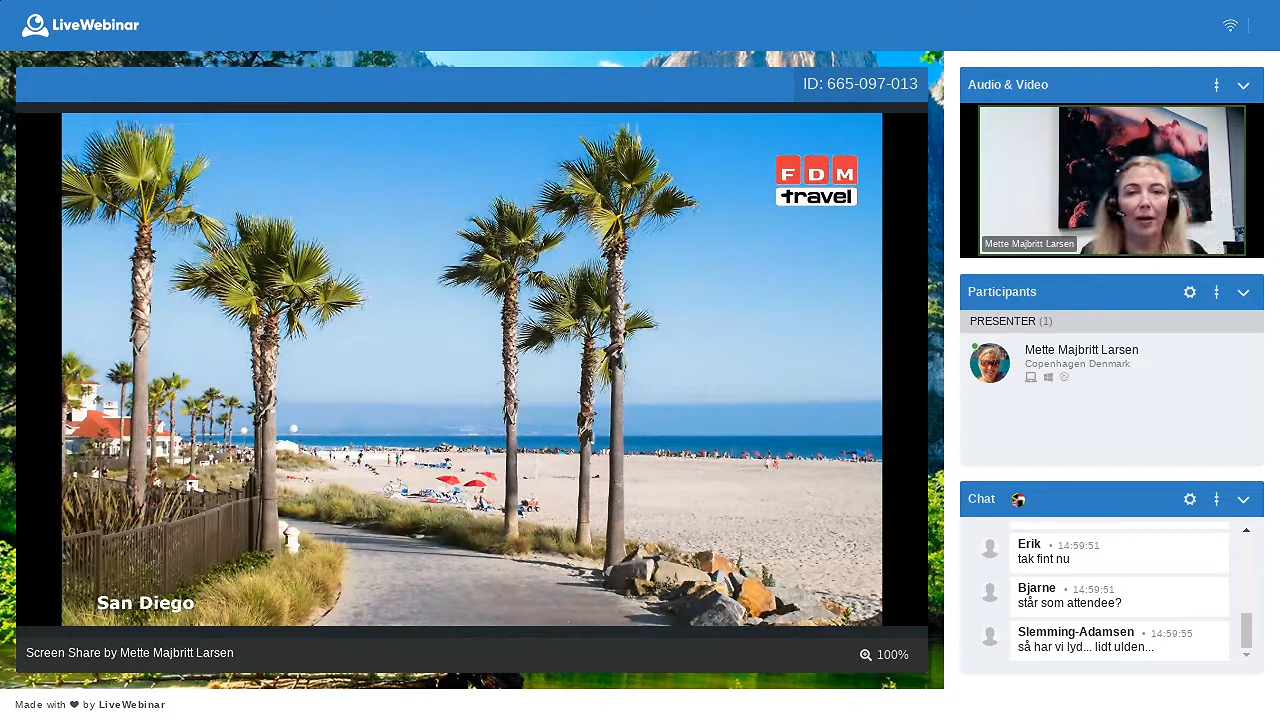 LiveWebinar
ID: 665-097-013
FDM
travel
San Diego
Screen Share by Mette Majbritt Larsen
100%
Audio & Video
Mette Majbritt Larsen
Participants
PRESENTER (1)
Mette Majbritt Larsen
Copenhagen Denmark
Chat
Erik • 14:59:51
tak fint nu
Bjarne • 14:59:51
står som attendee?
Slemming-Adamsen • 14:59:55
så har vi lyd... lidt ulden...
Made with ❤ by LiveWebinar